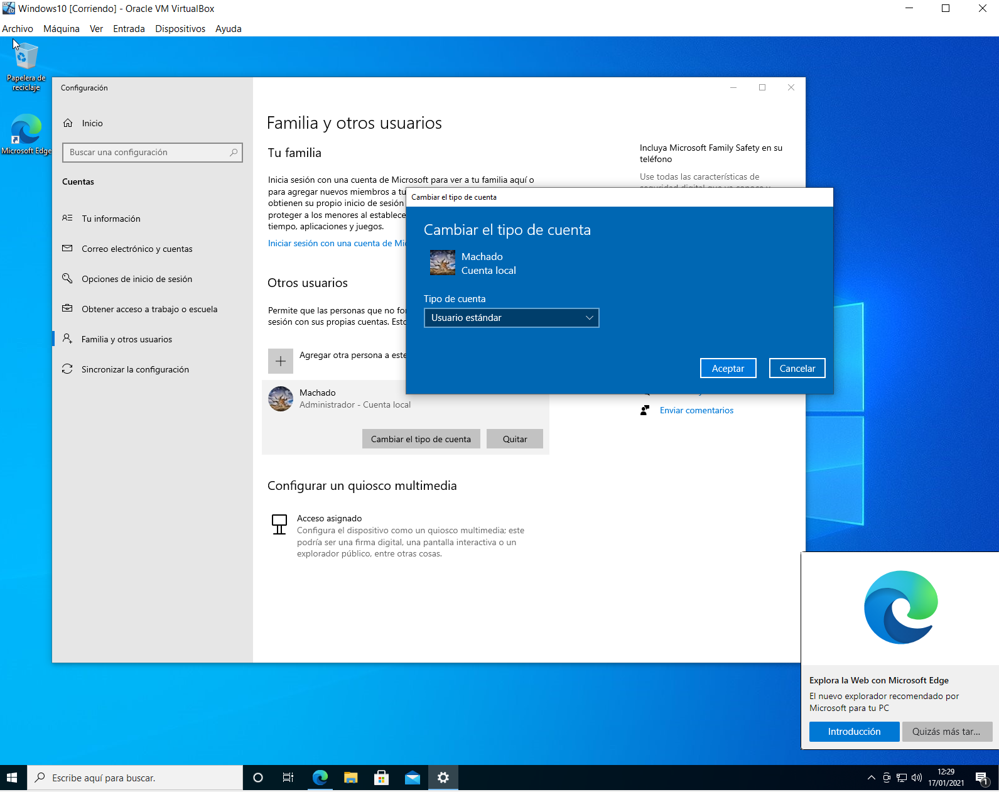 Windows10 [Corriendo] - Oracle VM VirtualBox
Archivo Máquina Ver Entrada Dispositivos Ayuda
Papelera de
reciclaje
Microsoft Edge
Configuración
Inicio
Buscar una configuración
Cuentas
Tu información
Correo electrónico y cuentas
Opciones de inicio de sesión
Obtener acceso a trabajo o escuela
Familia y otros usuarios
Sincronizar la configuración
Familia y otros usuarios
Tu familia
Inicia sesión con una cuenta de Microsoft para ver a tu familia aquí o
para agregar nuevos miembros a tu
obtienen su propio inicio de sesión
proteger a los menores al establece
tiempo, aplicaciones y juegos.
Iniciar sesión con una cuenta de Mi
Otros usuarios
Permite que las personas que no for
sesión con sus propias cuentas. Esto
Agregar otra persona a este
Machado
Administrador - Cuenta local
Cambiar el tipo de cuenta
Quitar
Configurar un quiosco multimedia
Acceso asignado
Configura el dispositivo como un quiosco multimedia; este
podría ser una firma digital, una pantalla interactiva o un
explorador público, entre otras cosas.
Incluya Microsoft Family Safety en su
teléfono
Use todas las características de
seguridad digital que ya conoce y
Enviar comentarios
Cambiar el tipo de cuenta
Cambiar el tipo de cuenta
Machado
Cuenta local
Tipo de cuenta
Usuario estándar
Aceptar
Cancelar
Explora la Web con Microsoft Edge
El nuevo explorador recomendado por
Microsoft para tu PC
Introducción
Quizás más tar...
Escribe aquí para buscar.
12:29
17/01/2021
1